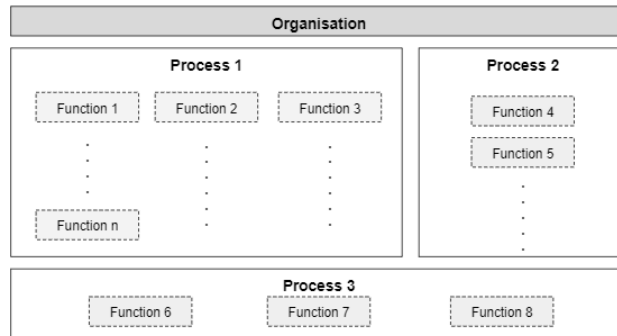 Organisation
Process 1
Function 1 Function 2 Function 3
Function n
Process 2
Function 4
Function 5
Process 3
Function 6 Function 7 Function 8